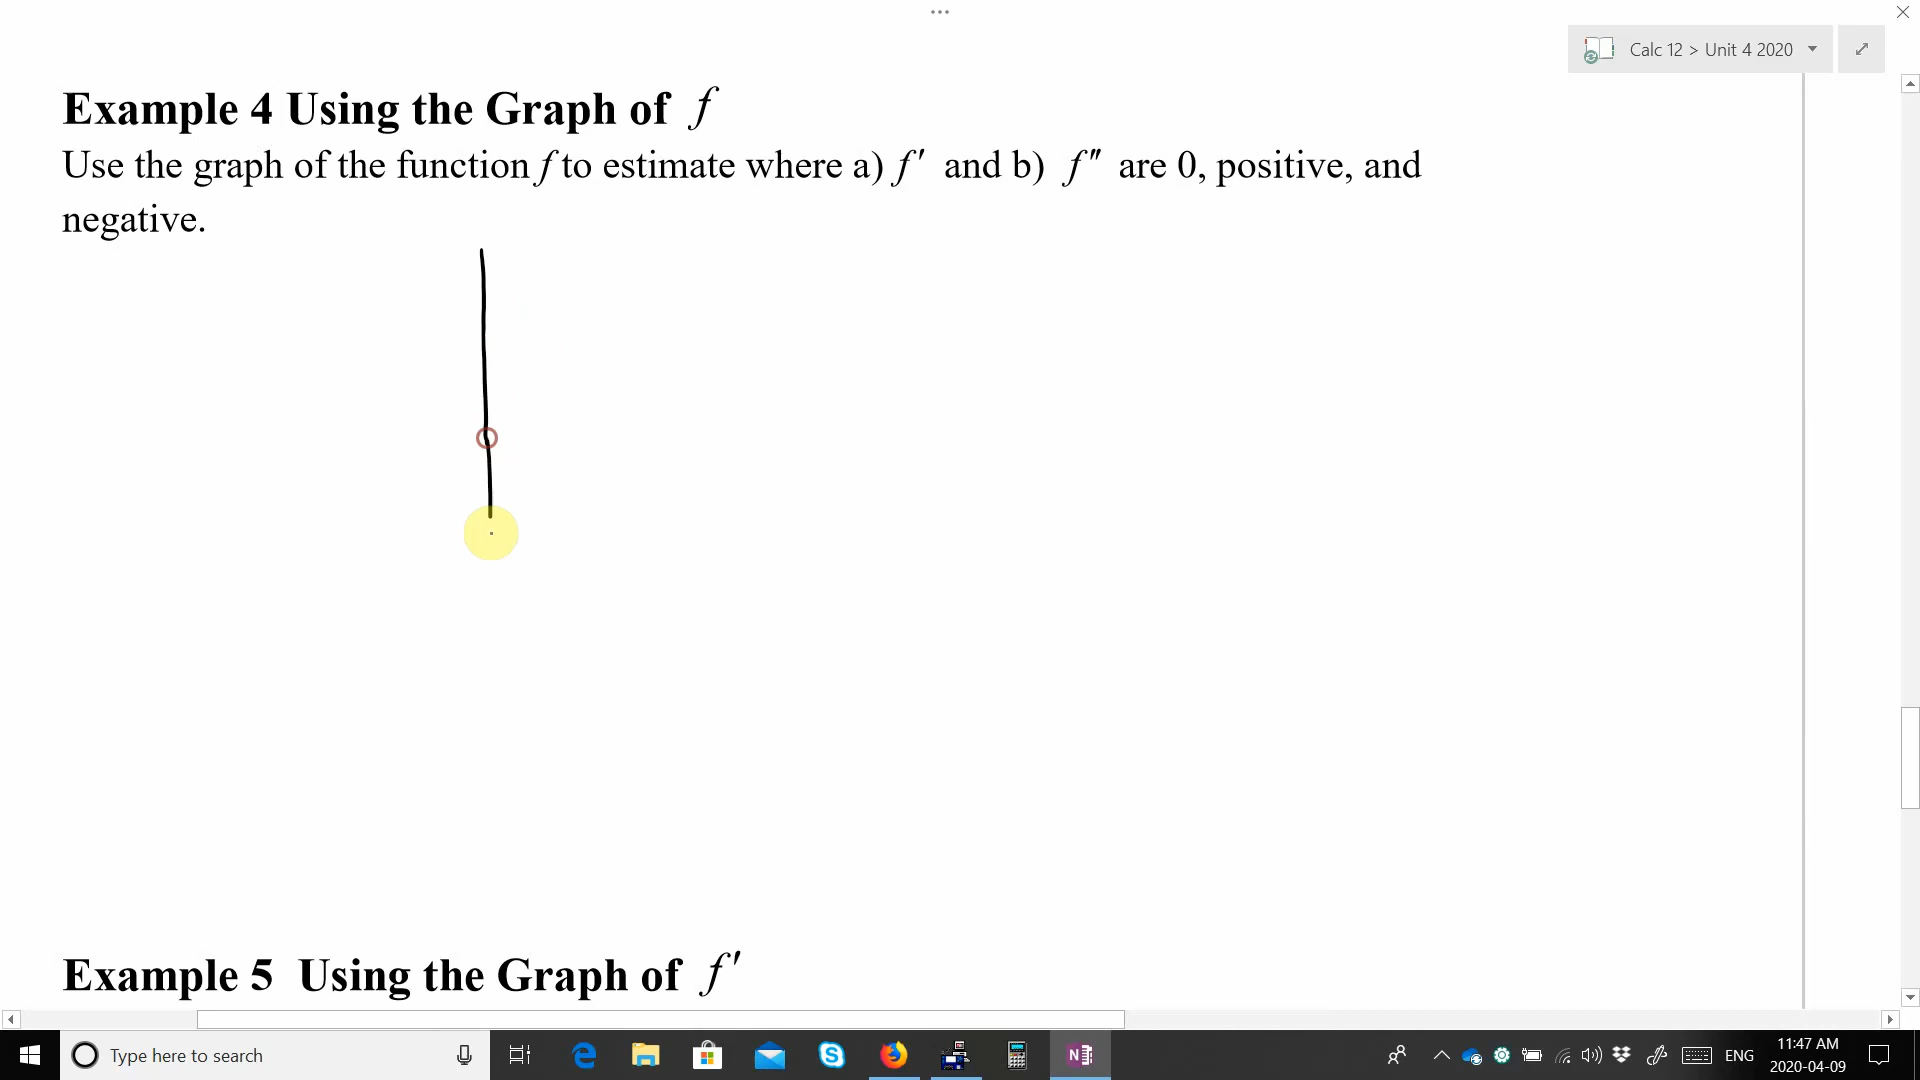 Calc 12 > Unit 4 2020
Example 4 Using the Graph of f
Use the graph of the function f to estimate where a) f′ and b) f″ are 0, positive, and
negative.
Example 5 Using the Graph of f′
Type here to search
N
ENG
11:47 AM
2020-04-09